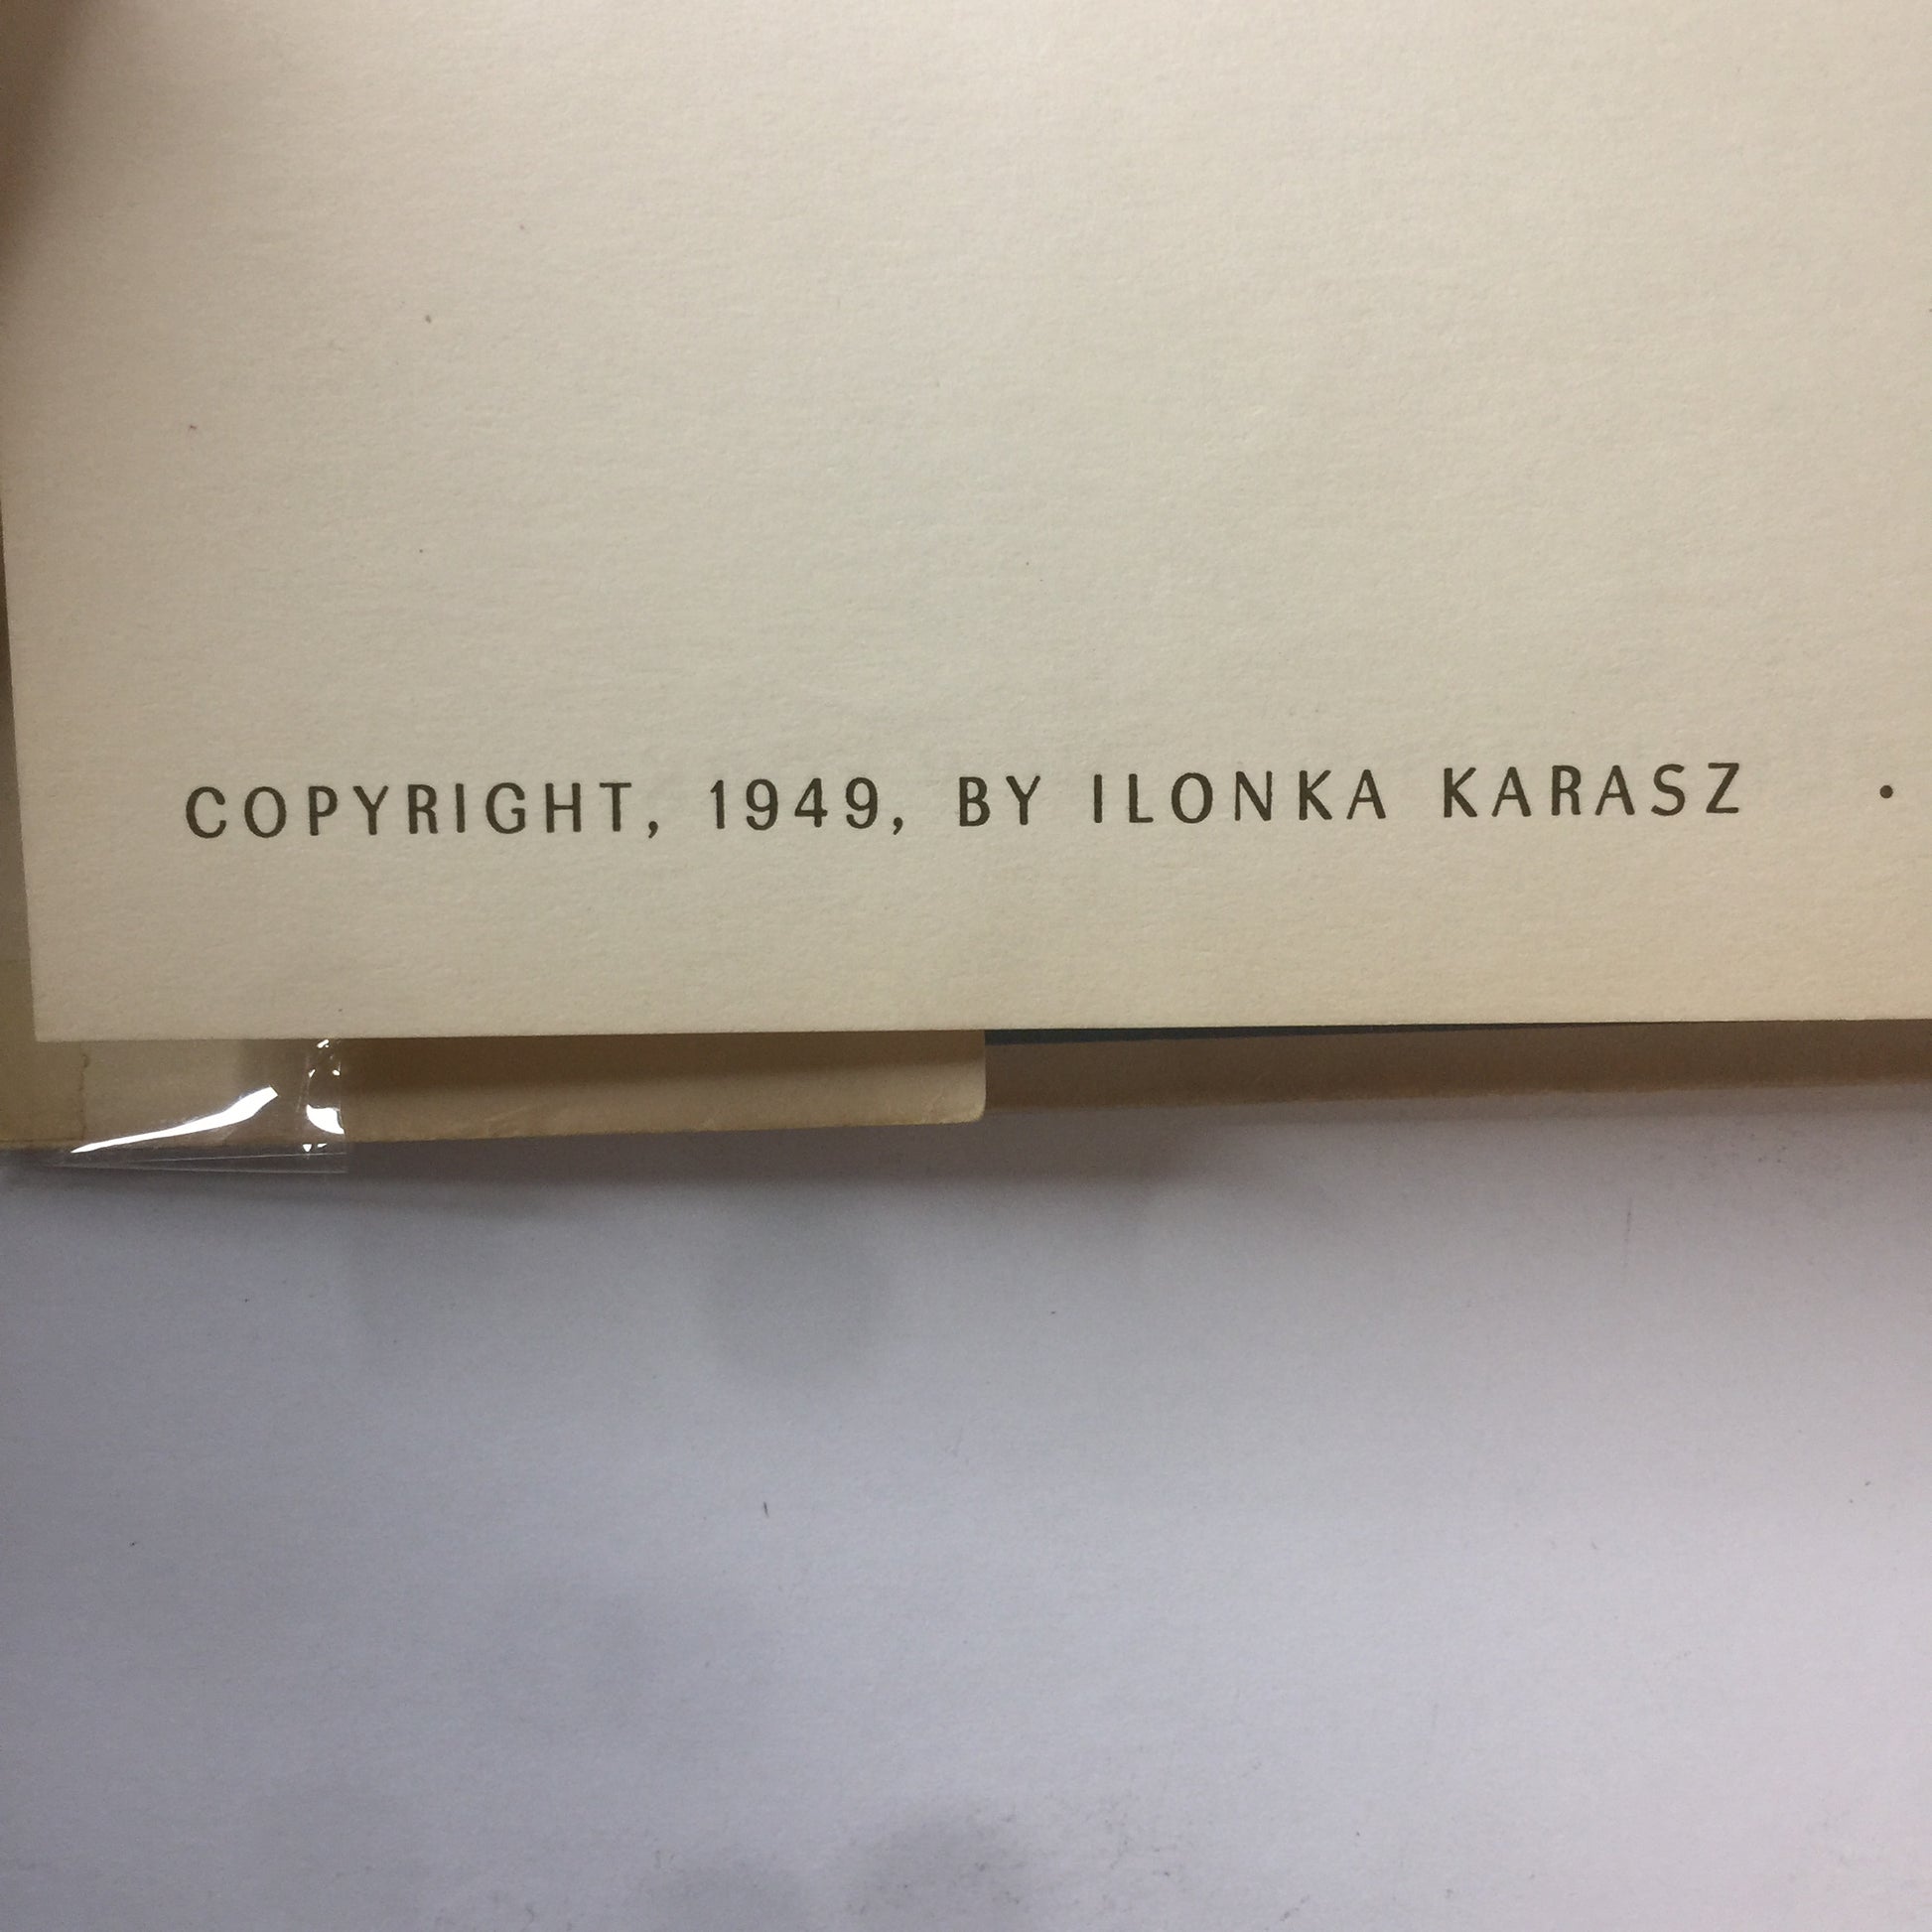 COPYRIGHT, 1949, BY ILONKA KARASZ •